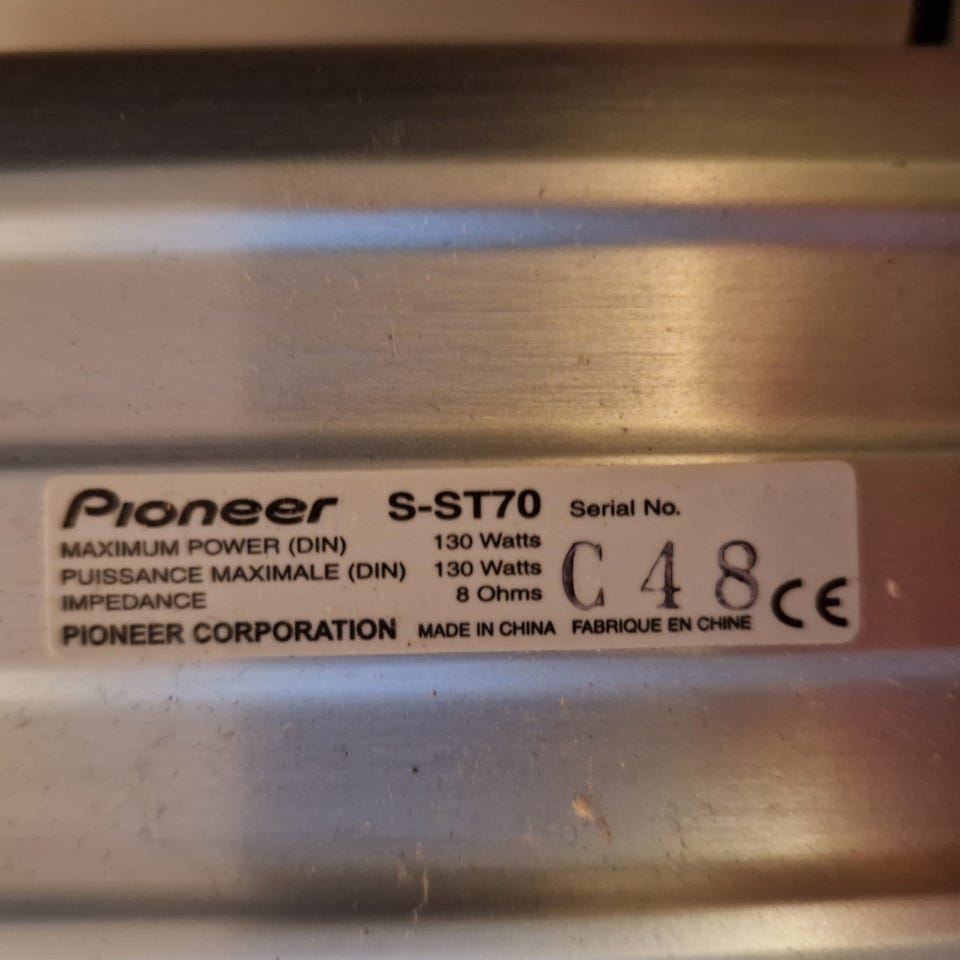 Pioneer S-ST70 Serial No.
MAXIMUM POWER (DIN) 130 Watts
PUISSANCE MAXIMALE (DIN) 130 Watts
IMPEDANCE 8 Ohms
C48
PIONEER CORPORATION MADE IN CHINA FABRIQUE EN CHINE
CE